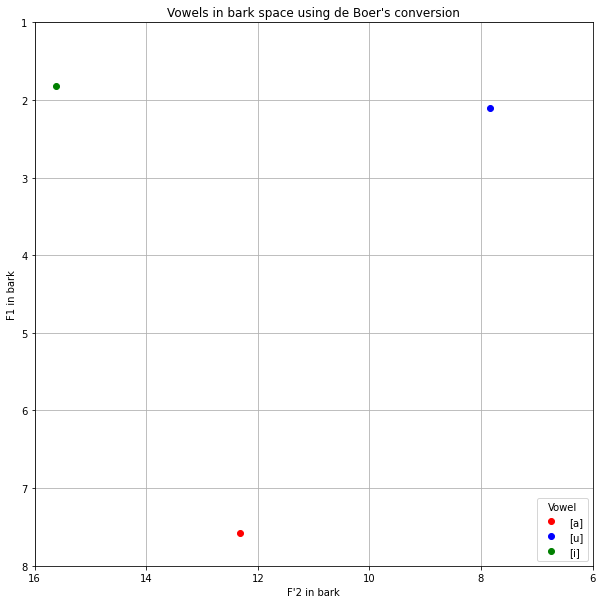 Vowels in bark space using de Boer's conversion
1
2
3
4
5
6
7
8
F1 in bark
16
14
12
10
8
6
F'2 in bark
Vowel
[a]
[u]
[i]